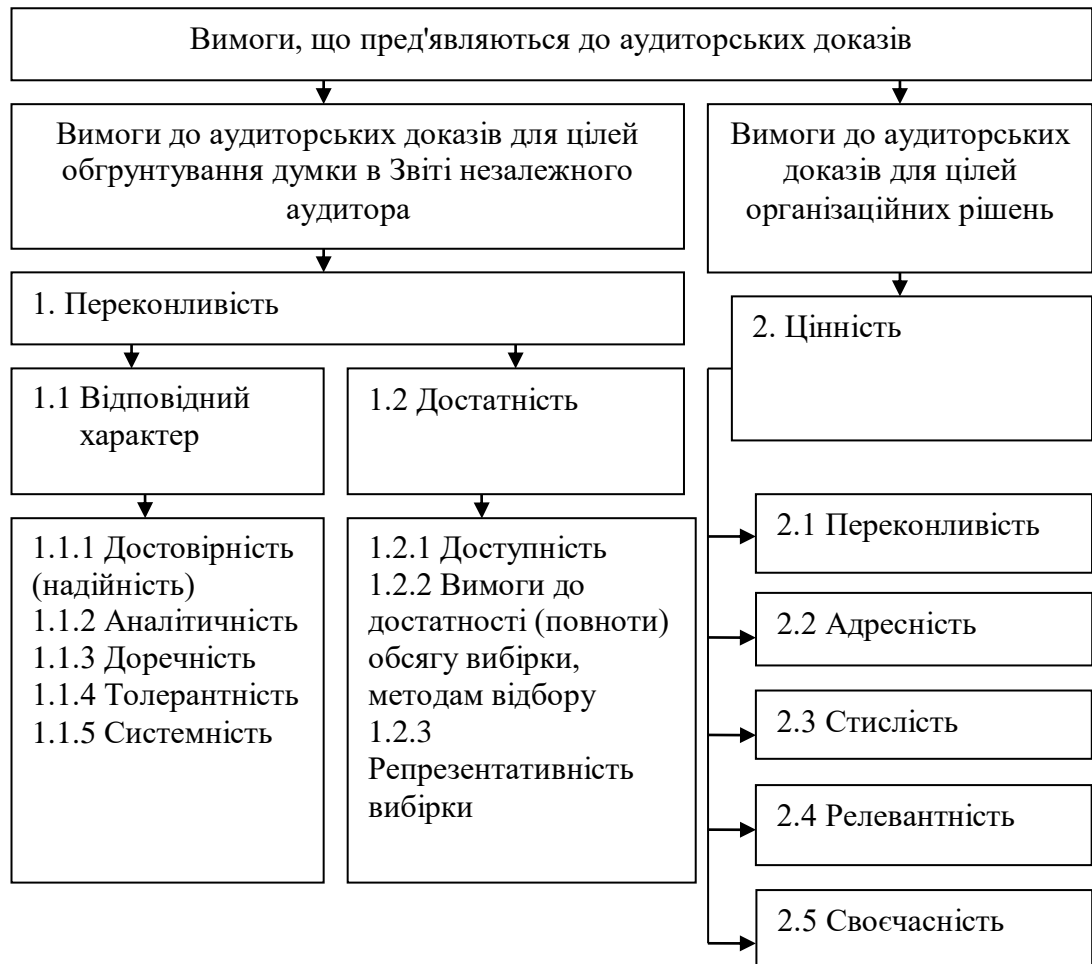 Вимоги, що пред'являються до аудиторських доказів
Вимоги до аудиторських доказів для цілей
обгрунтування думки в Звіті незалежного
аудитора
Вимоги до аудиторських
доказів для цілей
організаційних рішень
1. Переконливість
2. Цінність
1.1 Відповідний
характер
1.2 Достатність
1.1.1 Достовірність
(надійність)
1.1.2 Аналітичність
1.1.3 Доречність
1.1.4 Толерантність
1.1.5 Системність
1.2.1 Доступність
1.2.2 Вимоги до
достатності (повноти)
обсягу вибірки,
методам відбору
1.2.3
Репрезентативність
вибірки
2.1 Переконливість
2.2 Адресність
2.3 Стислість
2.4 Релевантність
2.5 Своєчасність